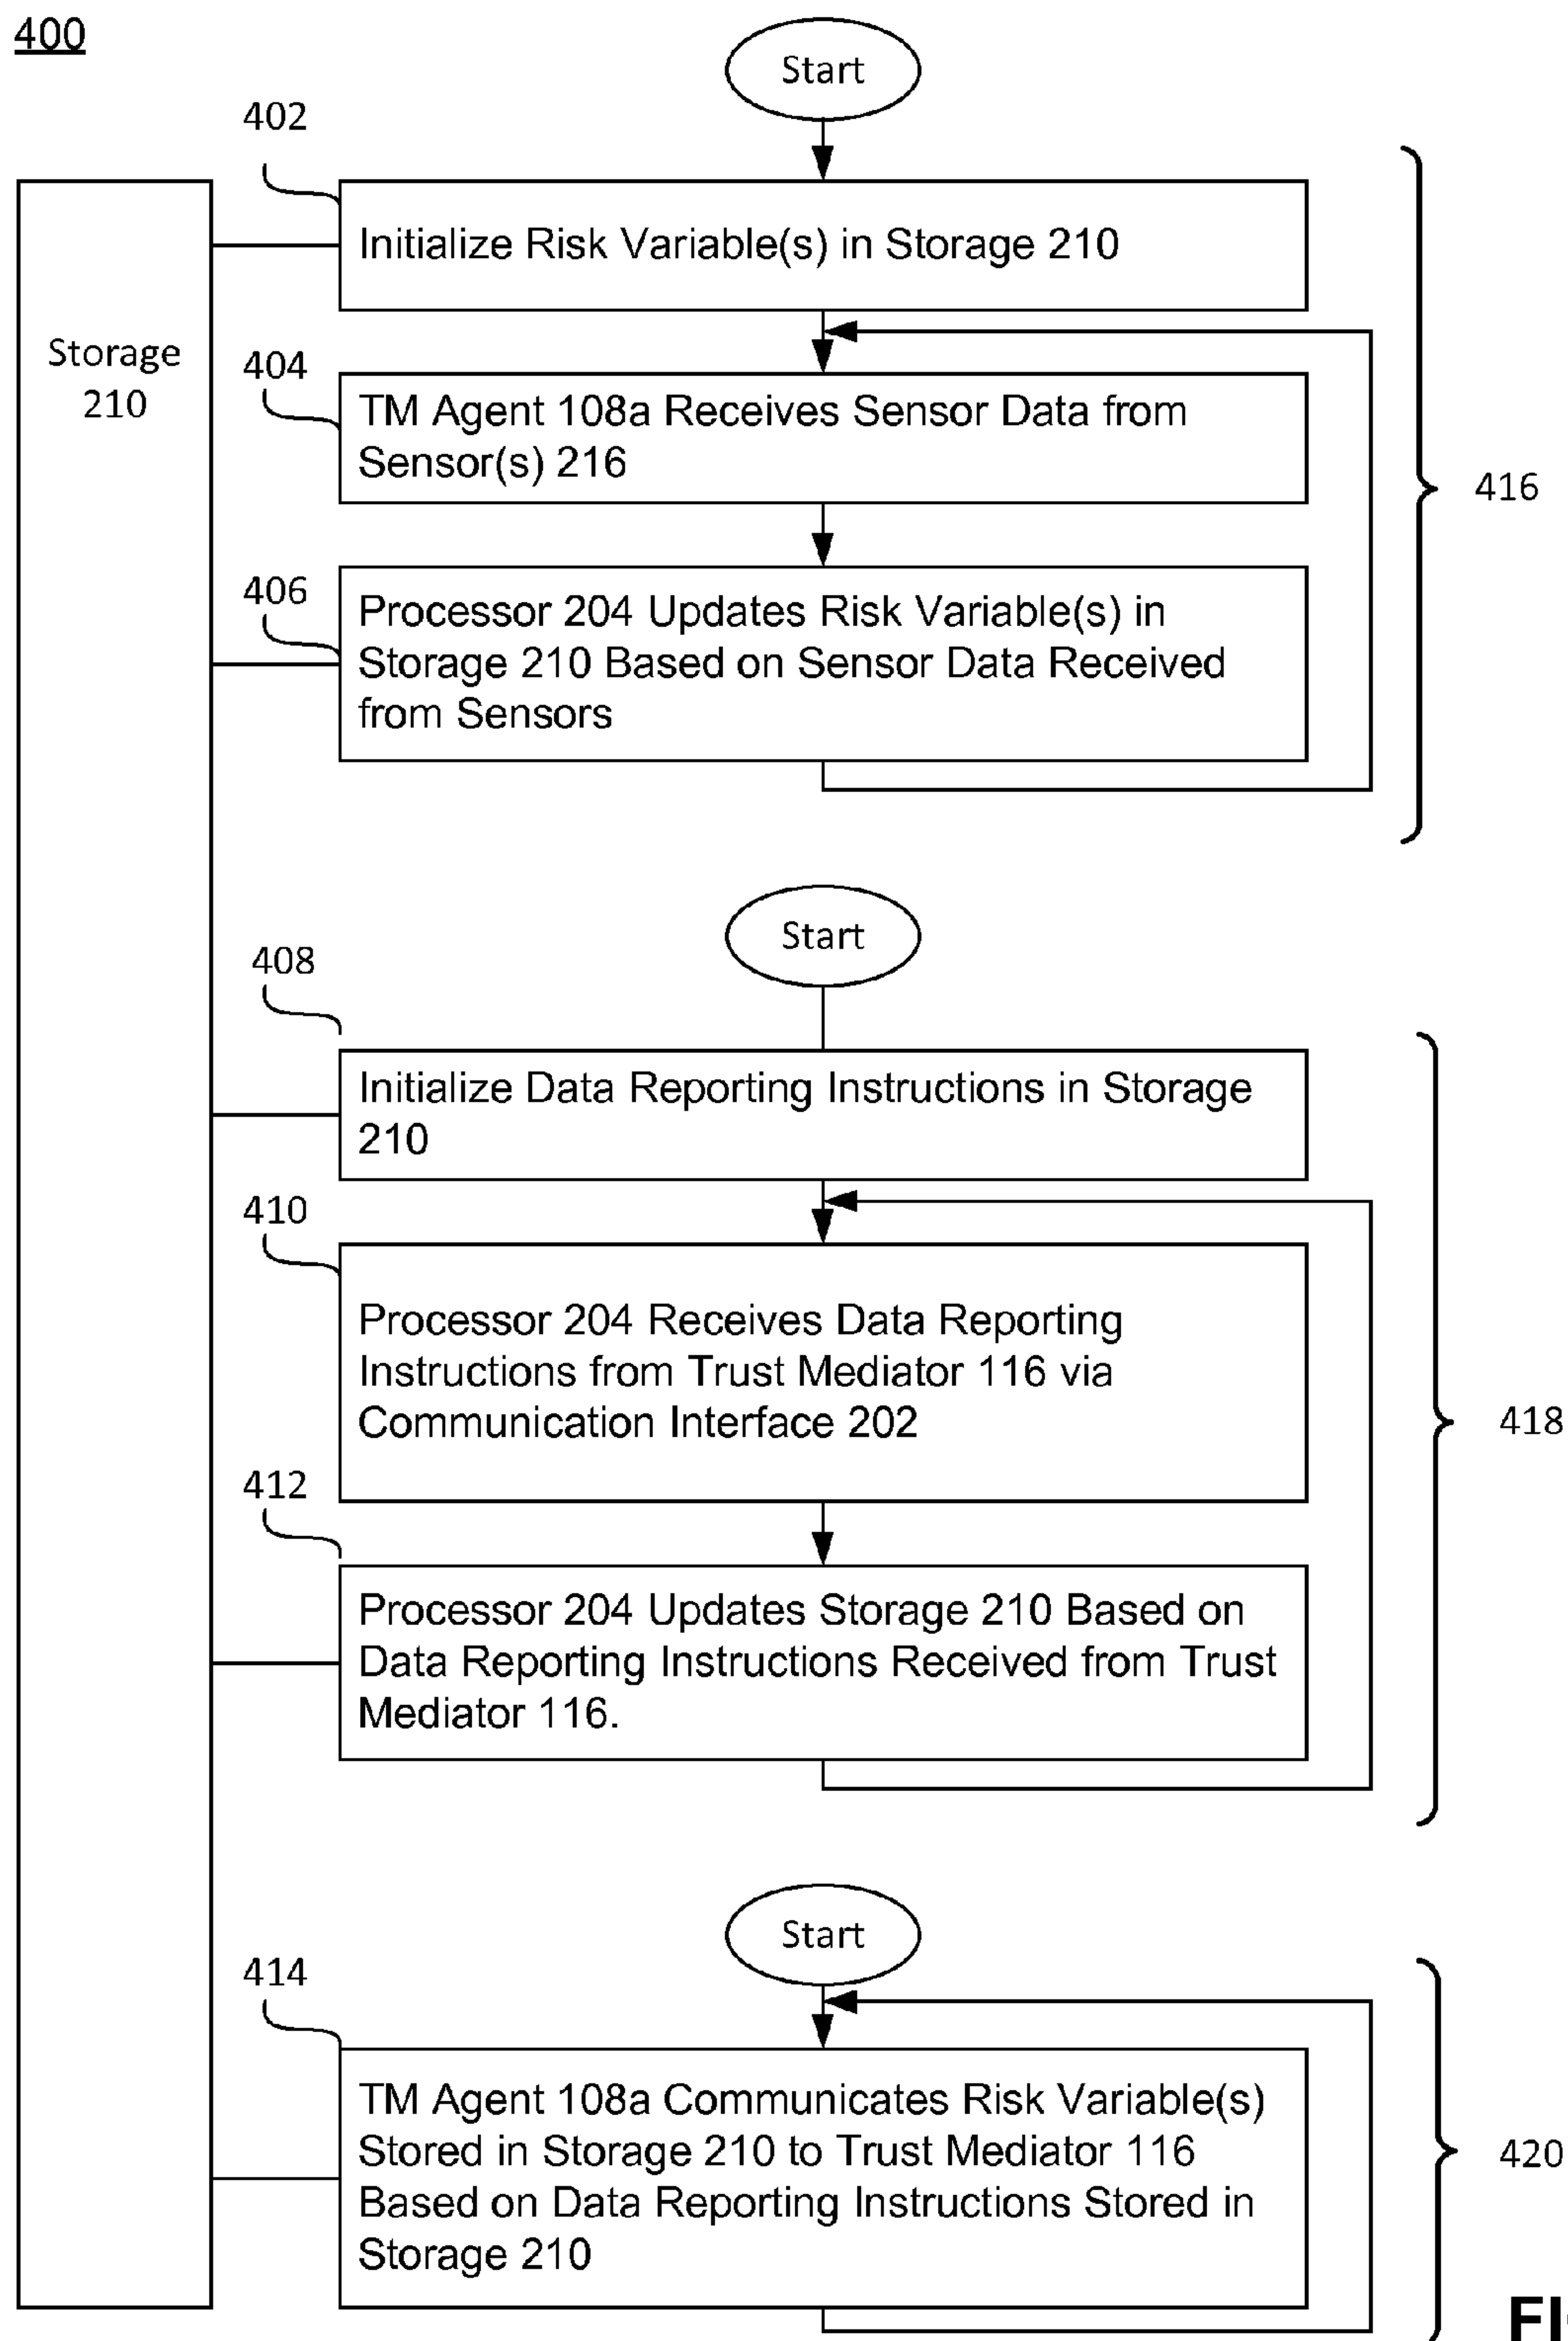 400
Start
402
Initialize Risk Variable(s) in Storage 210
Storage
210
404
TM Agent 108a Receives Sensor Data from
Sensor(s) 216
416
406
Processor 204 Updates Risk Variable(s) in
Storage 210 Based on Sensor Data Received
from Sensors
Start
408
Initialize Data Reporting Instructions in Storage
210
410
Processor 204 Receives Data Reporting
Instructions from Trust Mediator 116 via
Communication Interface 202
418
412
Processor 204 Updates Storage 210 Based on
Data Reporting Instructions Received from Trust
Mediator 116.
Start
414
TM Agent 108a Communicates Risk Variable(s)
Stored in Storage 210 to Trust Mediator 116
Based on Data Reporting Instructions Stored in
Storage 210
420